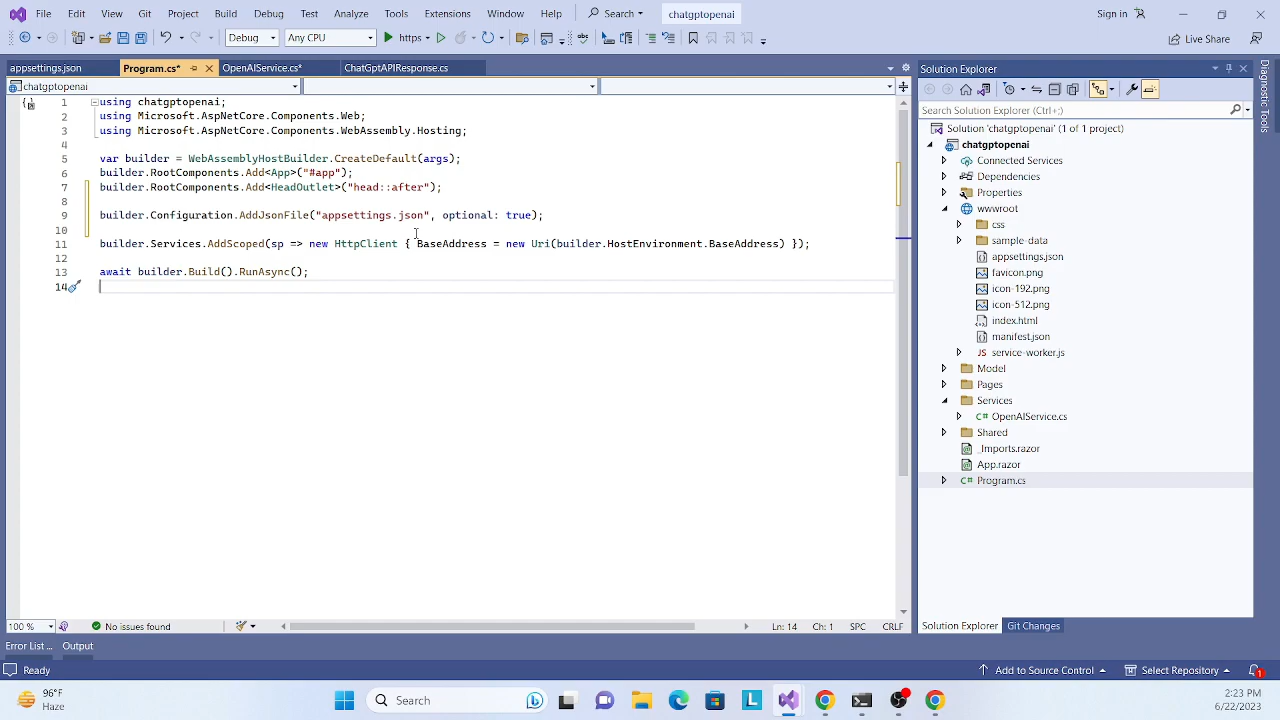 File Edit View Git Project Build Debug Test Analyze Tools Extensions Window Help Search chatgptopenai Sign in
Debug Any CPU https Live Share
appsettings.json Program.cs* OpenAIService.cs* ChatGptAPIResponse.cs
chatgptopenai
1 using chatgptopenai;
2 using Microsoft.AspNetCore.Components.Web;
3 using Microsoft.AspNetCore.Components.WebAssembly.Hosting;
4
5 var builder = WebAssemblyHostBuilder.CreateDefault(args);
6 builder.RootComponents.Add<App>("#app");
7 builder.RootComponents.Add<HeadOutlet>("head::after");
8
9 builder.Configuration.AddJsonFile("appsettings.json", optional: true);
10
11 builder.Services.AddScoped(sp => new HttpClient { BaseAddress = new Uri(builder.HostEnvironment.BaseAddress) });
12
13 await builder.Build().RunAsync();
14
100 % No issues found Ln: 14 Ch: 1 SPC CRLF
Error List ... Output
Solution Explorer
Search Solution Explorer (Ctrl+;)
Solution 'chatgptopenai' (1 of 1 project)
chatgptopenai
Connected Services
Dependencies
Properties
wwwroot
css
sample-data
appsettings.json
favicon.png
icon-192.png
icon-512.png
index.html
manifest.json
service-worker.js
Model
Pages
Services
C# OpenAIService.cs
Shared
_Imports.razor
App.razor
C# Program.cs
Solution Explorer Git Changes
Diagnostic Tools
Ready Add to Source Control Select Repository 1
96°F
Haze
Search
L
2:23 PM
6/22/2023